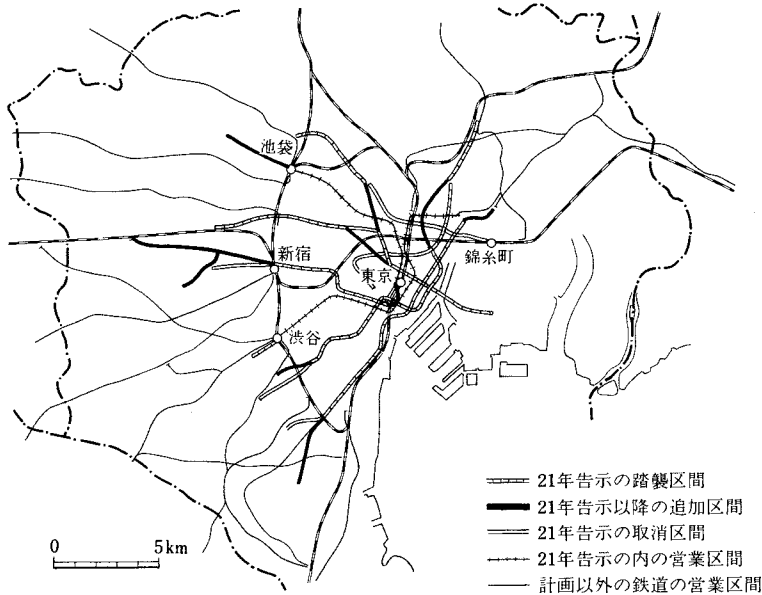 池袋
新宿
錦糸町
東京
渋谷
21年告示の踏襲区間
21年告示以降の追加区間
21年告示の取消区間
21年告示の内の営業区間
計画以外の鉄道の営業区間
0 5km